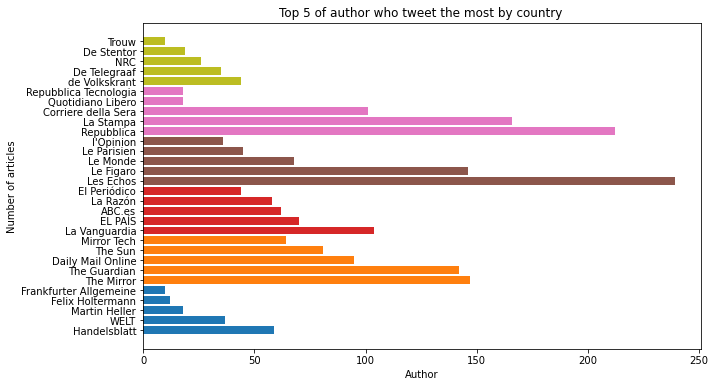 Top 5 of author who tweet the most by country
Number of articles
Trouw
De Stentor
NRC
De Telegraaf
de Volkskrant
Repubblica Tecnologia
Quotidiano Libero
Corriere della Sera
La Stampa
Repubblica
l'Opinion
Le Parisien
Le Monde
Le Figaro
Les Echos
El Periódico
La Razón
ABC.es
EL PAÍS
La Vanguardia
Mirror Tech
The Sun
Daily Mail Online
The Guardian
The Mirror
Frankfurter Allgemeine
Felix Holtermann
Martin Heller
WELT
Handelsblatt
0 50 100 150 200 250
Author